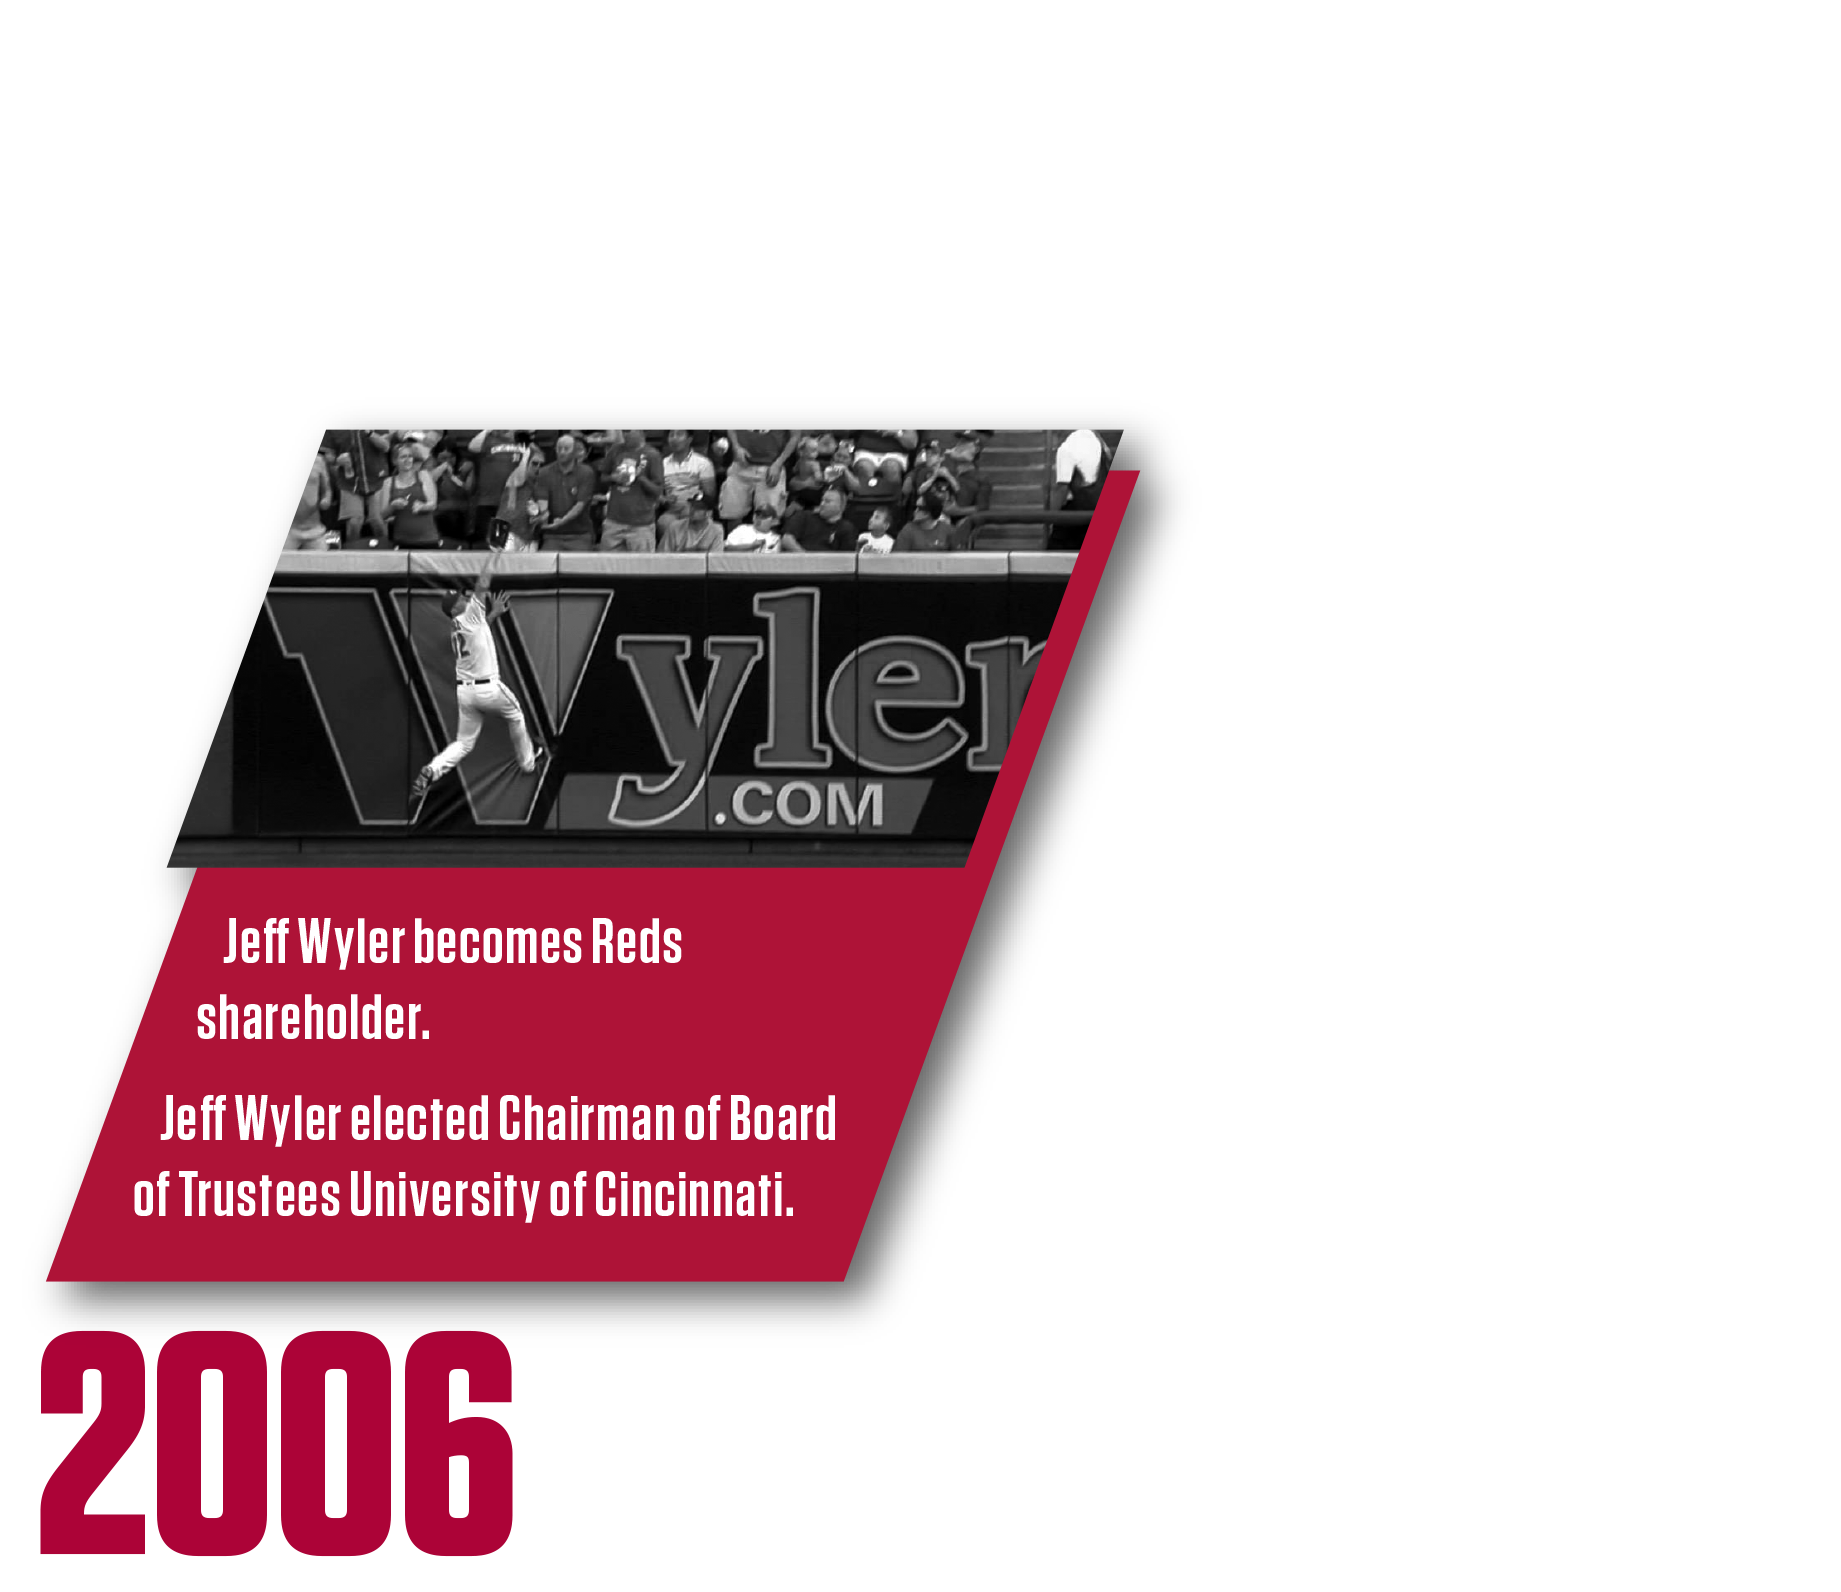 Wyler
.COM
Jeff Wyler becomes Reds
shareholder.
Jeff Wyler elected Chairman of Board
of Trustees University of Cincinnati.
2006